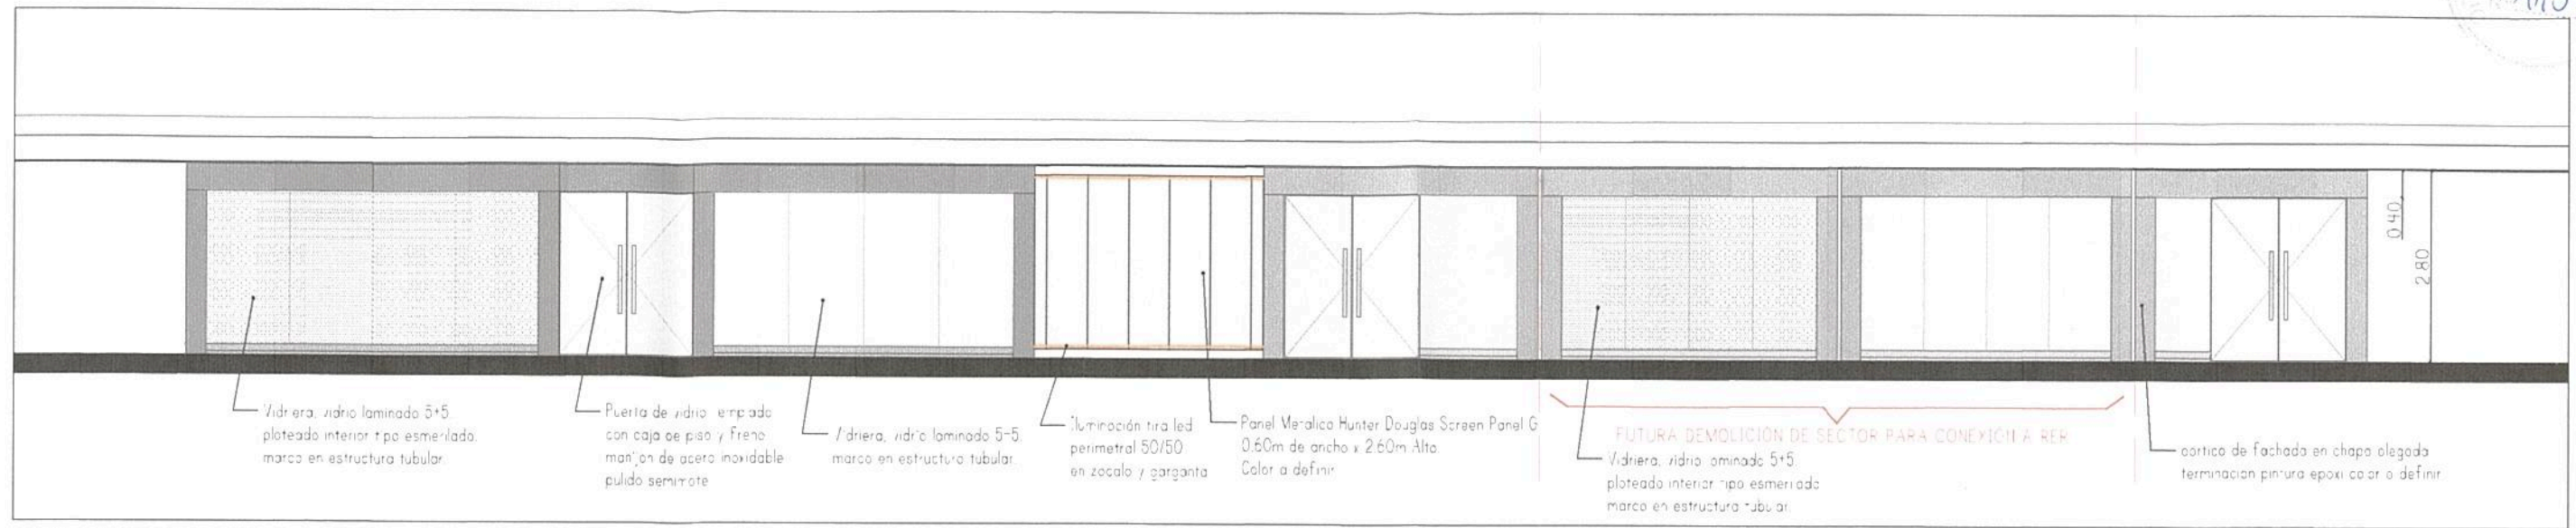 0.40
2.80
Vidriera, vidrio laminado 5+5.
ploteado interior tipo esmerilado.
marco en estructura tubular.
Puerta de vidrio templado
con caja de piso y freno
manijon de acero inoxidable
pulido semimate
Vidriera, vidrio laminado 5+5.
marco en estructura tubular.
Iluminación tira led
perimetral 50/50.
en zocalo y garganta
Panel Metalico Hunter Douglas Screen Panel G
0.60m de ancho x 2.60m Alto.
Color a definir
FUTURA DEMOLICIÓN DE SECTOR PARA CONEXIÓN A RER
Vidriera, vidrio laminado 5+5.
ploteado interior tipo esmerilado
marco en estructura tubular.
portico de fachada en chapa plegada
terminacion pintura epoxi color a definir